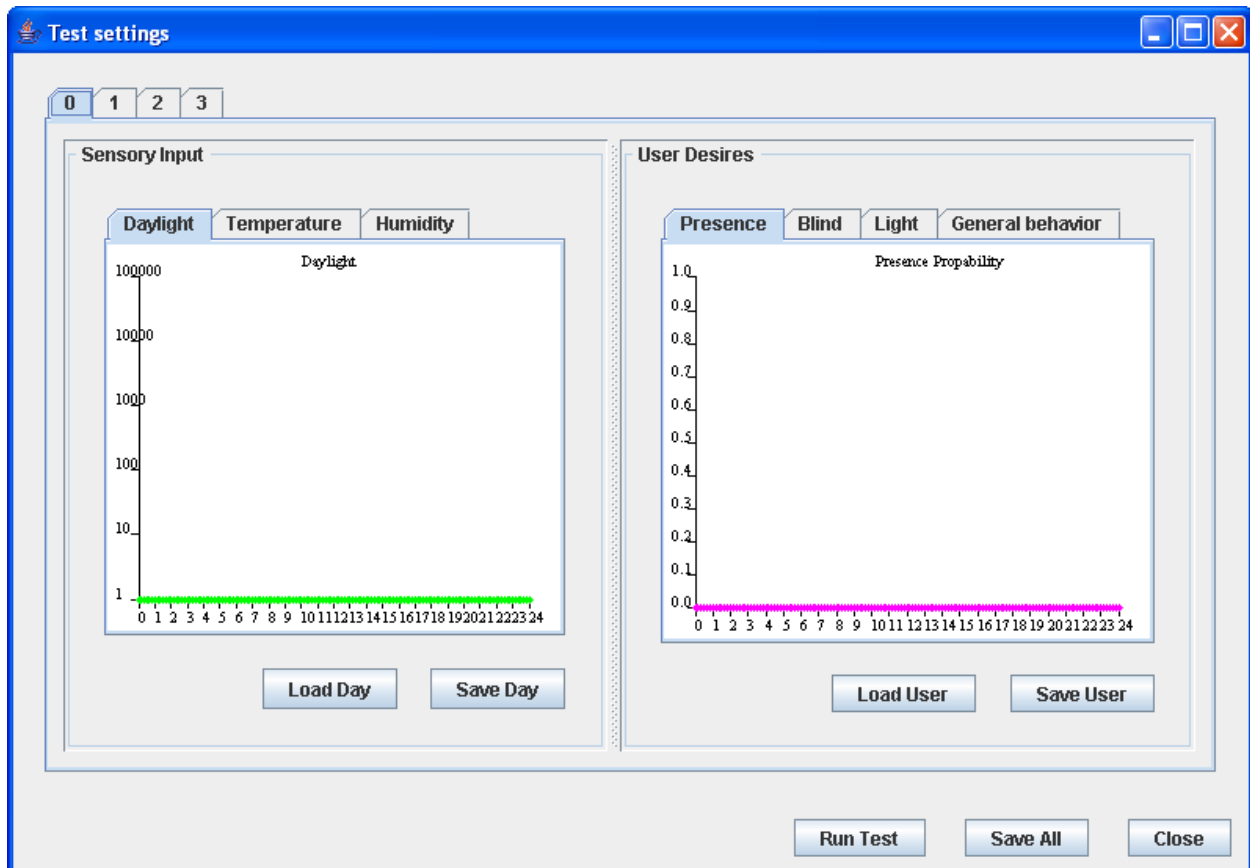 Test settings
0 1 2 3
Sensory Input
Daylight Temperature Humidity
Daylight
100000
10000
1000
100
10
1
0 1 2 3 4 5 6 7 8 9 10 11 12 13 14 15 16 17 18 19 20 21 22 23 24
Load Day Save Day
User Desires
Presence Blind Light General behavior
Presence Propability
1.0
0.9
0.8
0.7
0.6
0.5
0.4
0.3
0.2
0.1
0.0
0 1 2 3 4 5 6 7 8 9 10 11 12 13 14 15 16 17 18 19 20 21 22 23 24
Load User Save User
Run Test Save All Close